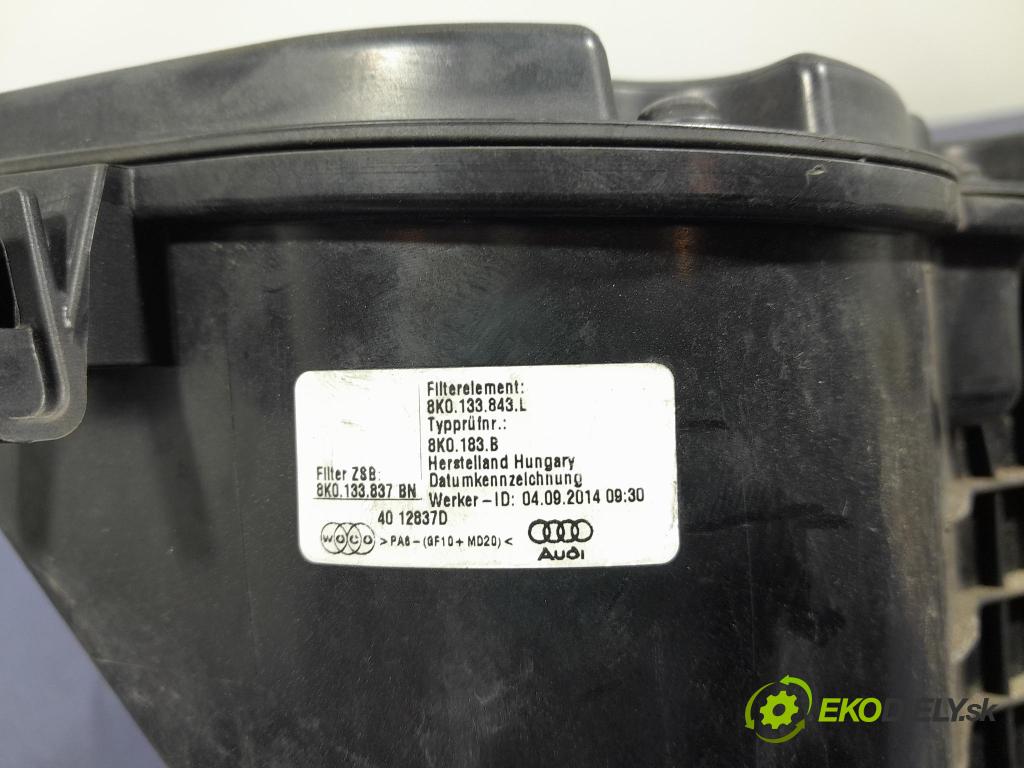 Filterelement:
8K0.133.843.L
Typprüfnr.:
8K0.183.B
Herstelland Hungary
Datumkennzeichnung
Werker-ID: 04.09.2014 09:30
Filter ZSB:
8K0.133.837 BN
40 12837D
WOCO >PA6-(GF10+MD20)<
Audi
EKODIELY.sk